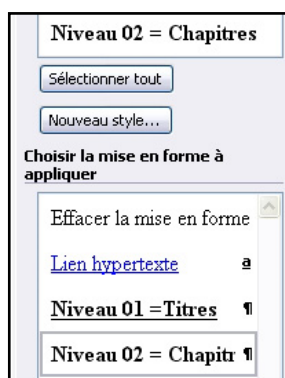 Niveau 02 = Chapitres
Sélectionner tout
Nouveau style...
Choisir la mise en forme à
appliquer
Effacer la mise en forme
Lien hypertexte a
Niveau 01 =Titres ¶
Niveau 02 = Chapitr ¶